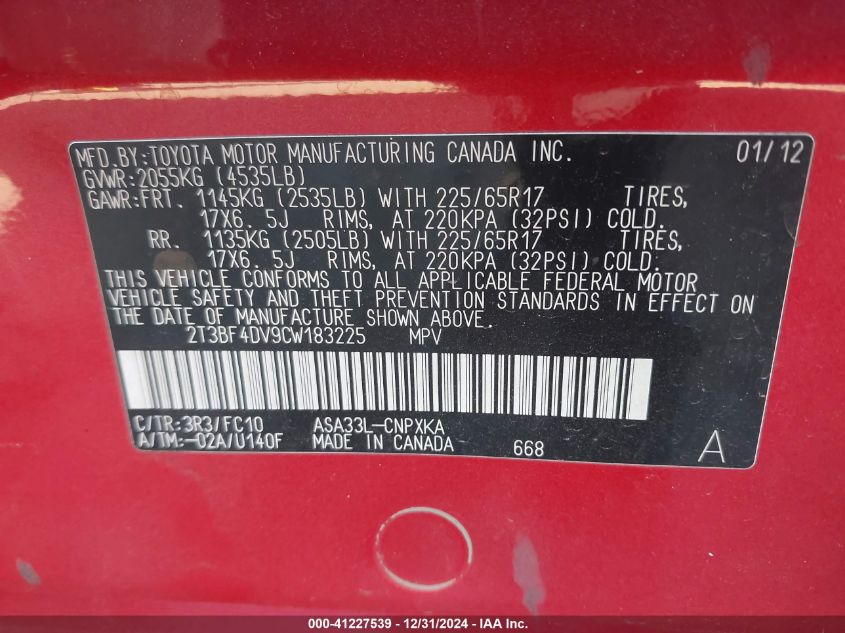 MFD.BY:TOYOTA MOTOR MANUFACTURING CANADA INC. 01/12
GVWR:2055KG (4535LB)
GAWR:FRT. 1145KG (2535LB) WITH 225/65R17 TIRES,
17X6.5J RIMS, AT 220KPA (32PSI) COLD.
RR. 1135KG (2505LB) WITH 225/65R17 TIRES,
17X6.5J RIMS, AT 220KPA (32PSI) COLD.
THIS VEHICLE CONFORMS TO ALL APPLICABLE FEDERAL MOTOR
VEHICLE SAFETY AND THEFT PREVENTION STANDARDS IN EFFECT ON
THE DATE OF MANUFACTURE SHOWN ABOVE.
2T3BF4DV9CW183225 MPV
C/TR:3R3/FC10 ASA33L-CNPXKA
A/TM:-02A/U140F MADE IN CANADA 668 A
000-41227539 - 12/31/2024 - IAA Inc.